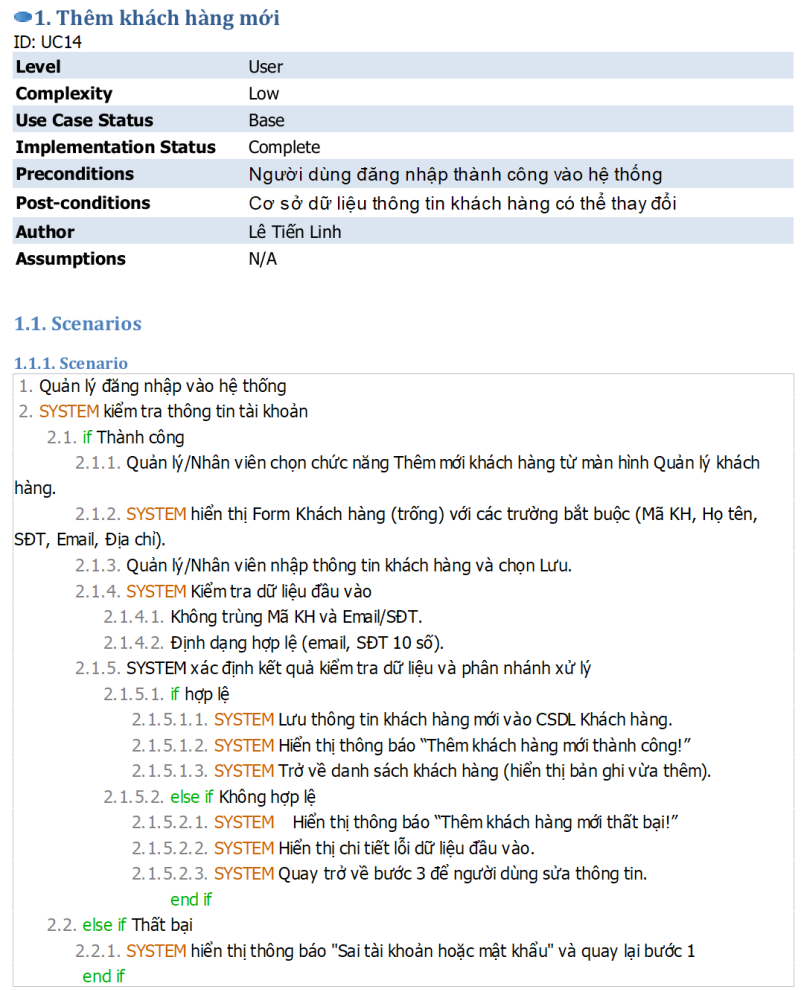 1. Thêm khách hàng mới
ID: UC14
Level User
Complexity Low
Use Case Status Base
Implementation Status Complete
Preconditions Người dùng đăng nhập thành công vào hệ thống
Post-conditions Cơ sở dữ liệu thông tin khách hàng có thể thay đổi
Author Lê Tiến Linh
Assumptions N/A
1.1. Scenarios
1.1.1. Scenario
1. Quản lý đăng nhập vào hệ thống
2. SYSTEM kiểm tra thông tin tài khoản
2.1. if Thành công
2.1.1. Quản lý/Nhân viên chọn chức năng Thêm mới khách hàng từ màn hình Quản lý khách
hàng.
2.1.2. SYSTEM hiển thị Form Khách hàng (trống) với các trường bắt buộc (Mã KH, Họ tên,
SĐT, Email, Địa chỉ).
2.1.3. Quản lý/Nhân viên nhập thông tin khách hàng và chọn Lưu.
2.1.4. SYSTEM Kiểm tra dữ liệu đầu vào
2.1.4.1. Không trùng Mã KH và Email/SĐT.
2.1.4.2. Định dạng hợp lệ (email, SĐT 10 số).
2.1.5. SYSTEM xác định kết quả kiểm tra dữ liệu và phân nhánh xử lý
2.1.5.1. if hợp lệ
2.1.5.1.1. SYSTEM Lưu thông tin khách hàng mới vào CSDL Khách hàng.
2.1.5.1.2. SYSTEM Hiển thị thông báo “Thêm khách hàng mới thành công!”
2.1.5.1.3. SYSTEM Trở về danh sách khách hàng (hiển thị bản ghi vừa thêm).
2.1.5.2. else if Không hợp lệ
2.1.5.2.1. SYSTEM Hiển thị thông báo “Thêm khách hàng mới thất bại!”
2.1.5.2.2. SYSTEM Hiển thị chi tiết lỗi dữ liệu đầu vào.
2.1.5.2.3. SYSTEM Quay trở về bước 3 để người dùng sửa thông tin.
end if
2.2. else if Thất bại
2.2.1. SYSTEM hiển thị thông báo "Sai tài khoản hoặc mật khẩu" và quay lại bước 1
end if